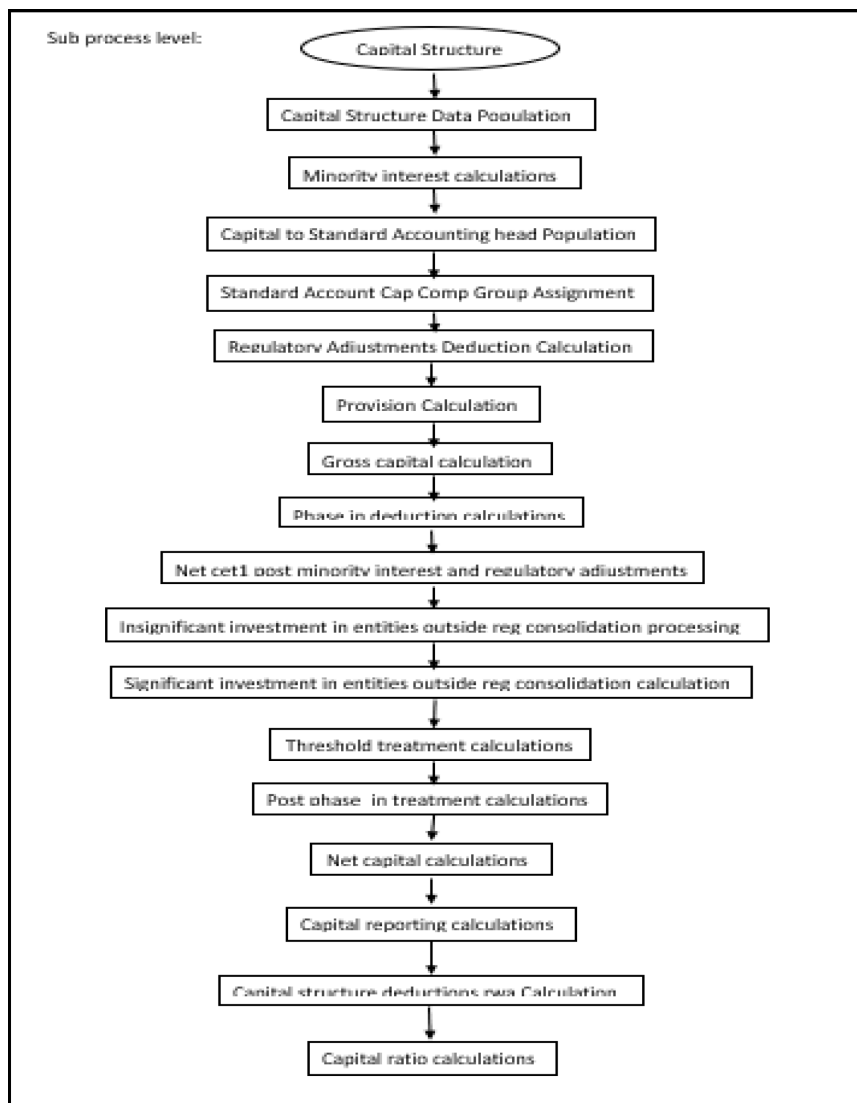 Sub process level:
Capital Structure
Capital Structure Data Population
Minority interest calculations
Capital to Standard Accounting head Population
Standard Account Cap Comp Group Assignment
Regulatory Adjustments Deduction Calculation
Provision Calculation
Gross capital calculation
Phase in deduction calculations
Net cet1 post minority interest and regulatory adjustments
Insignificant investment in entities outside reg consolidation processing
Significant investment in entities outside reg consolidation calculation
Threshold treatment calculations
Post phase in treatment calculations
Net capital calculations
Capital reporting calculations
Capital structure deductions rwa Calculation
Capital ratio calculations